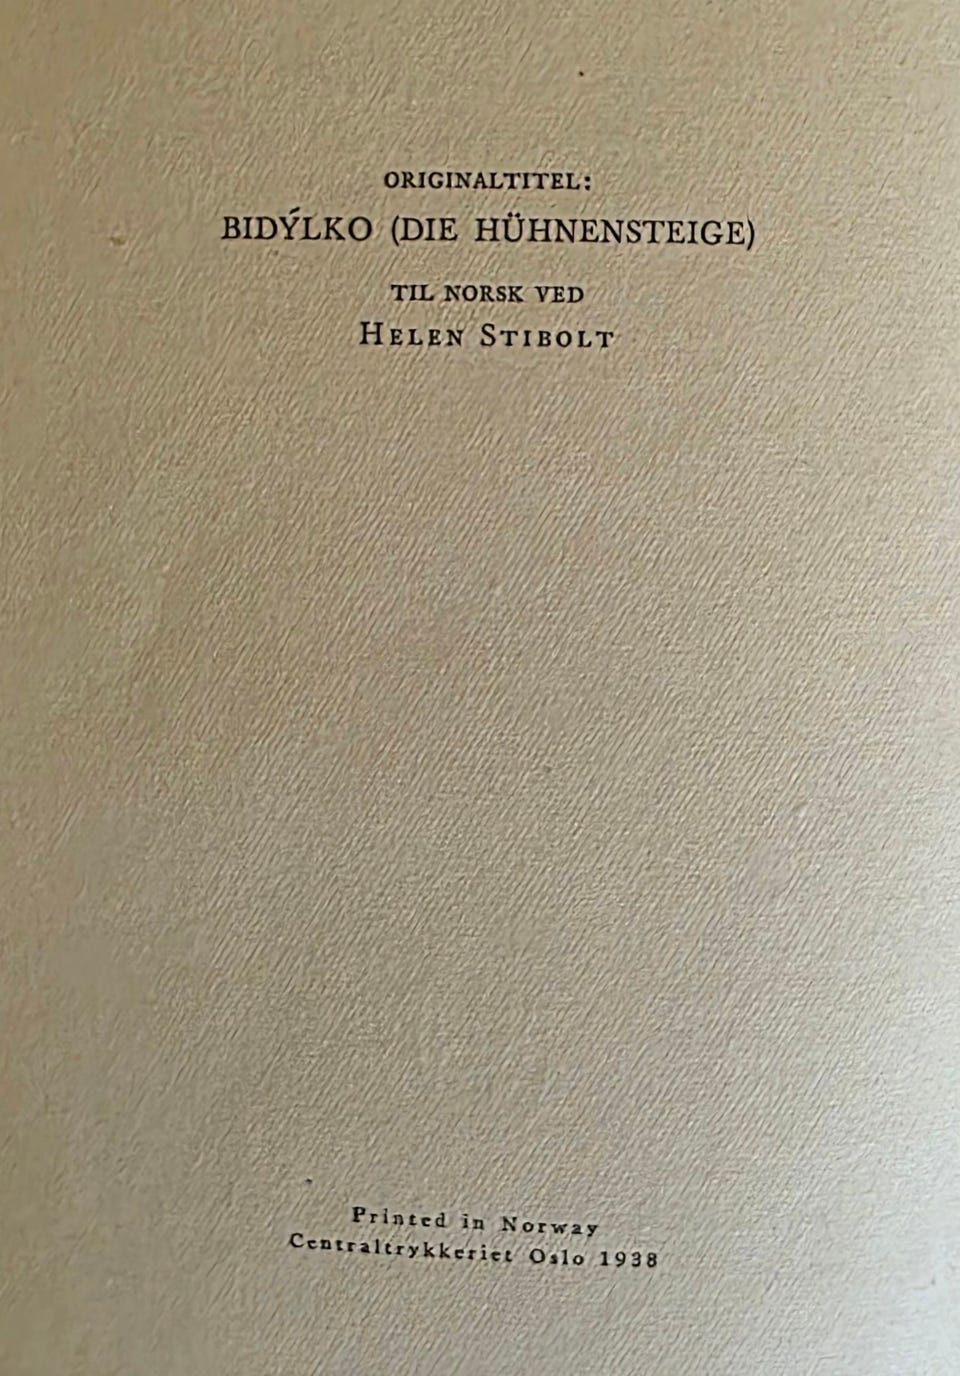 ORIGINALTITEL:
BIDÝLKO (DIE HÜHNENSTEIGE)
TIL NORSK VED
HELEN STIBOLT
Printed in Norway
Centraltrykkeriet Oslo 1938